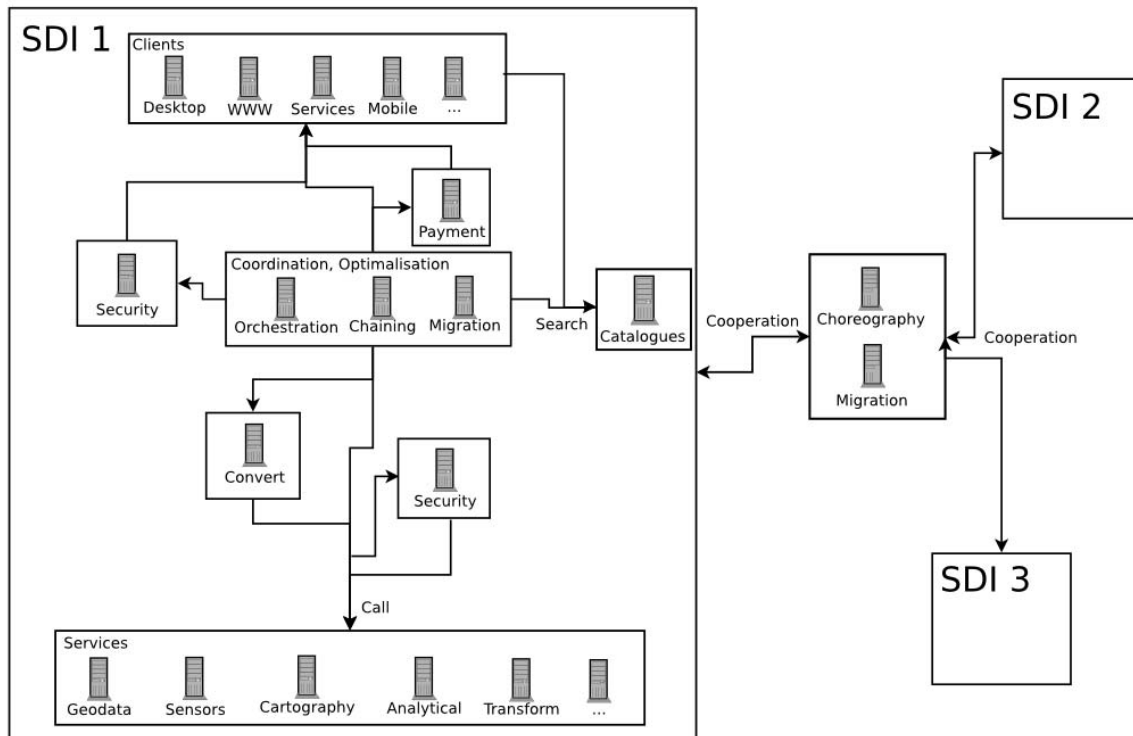 SDI 1
Clients
Desktop
WWW
Services
Mobile
...
SDI 2
Payment
Security
Coordination, Optimalisation
Orchestration
Chaining
Migration
Search
Catalogues
Cooperation
Choreography
Cooperation
Migration
Convert
Security
SDI 3
Call
Services
Geodata
Sensors
Cartography
Analytical
Transform
...